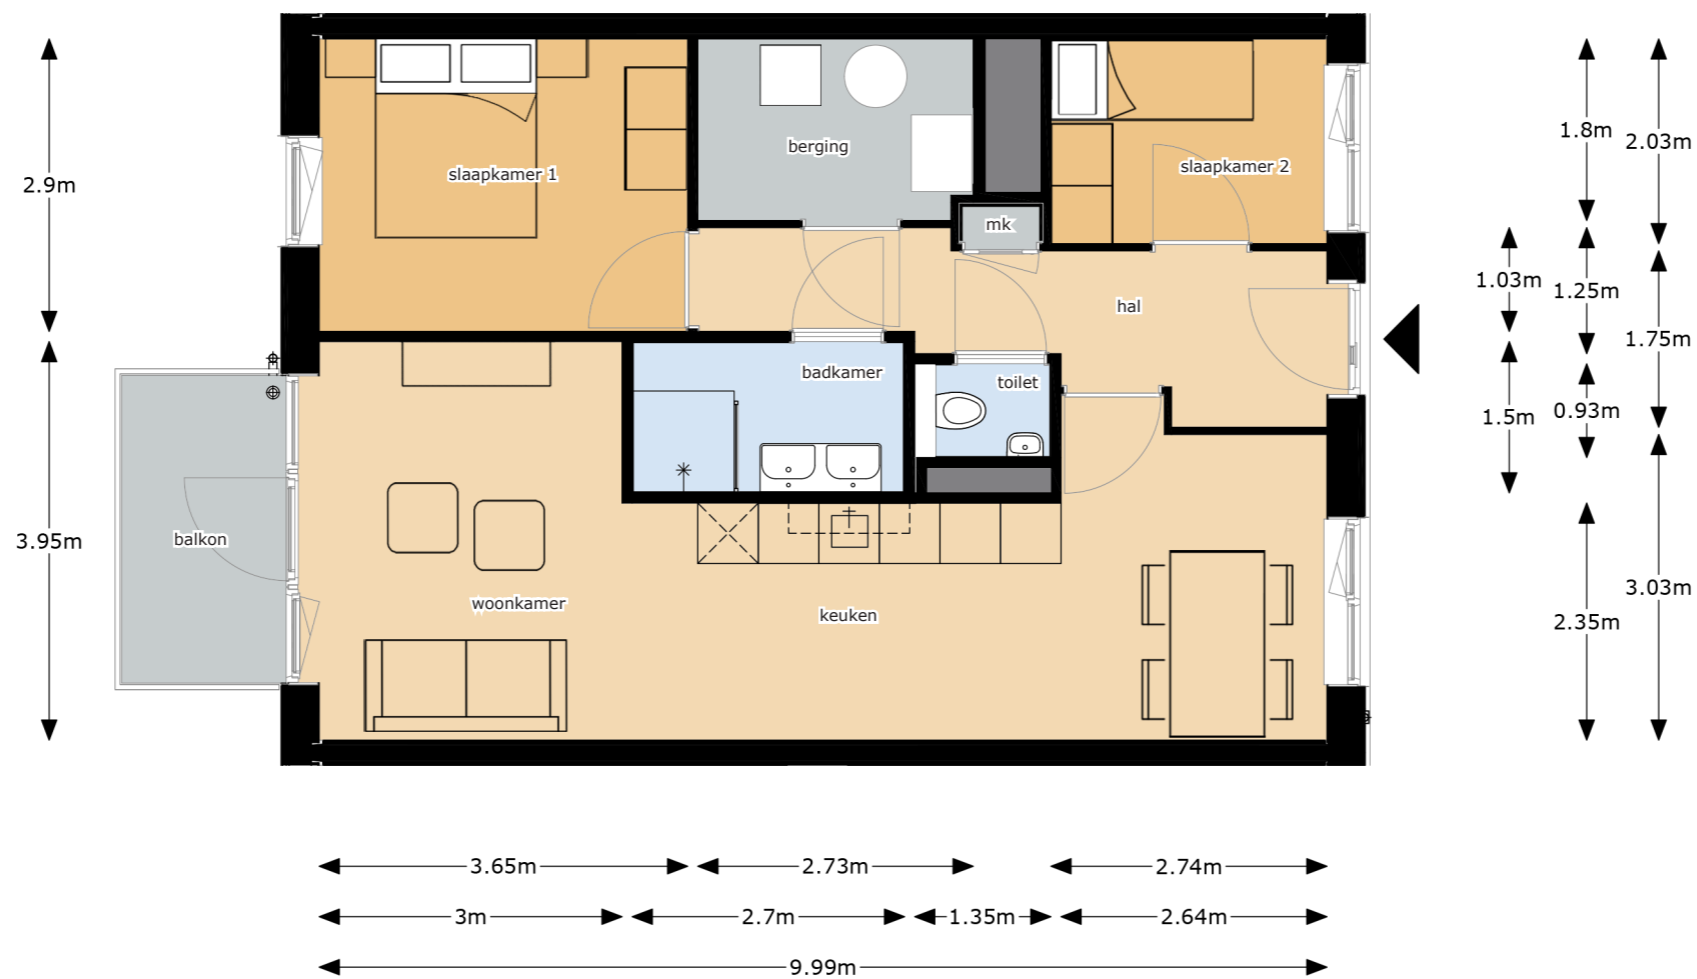 1.8m
2.03m
berging
slaapkamer 2
slaapkamer 1
2.9m
mk
1.03m
1.25m
hal
1.75m
badkamer
toilet
0.93m
1.5m
balkon
3.95m
woonkamer
keuken
3.03m
2.35m
3.65m
2.73m
2.74m
3m
2.7m
1.35m
2.64m
9.99m